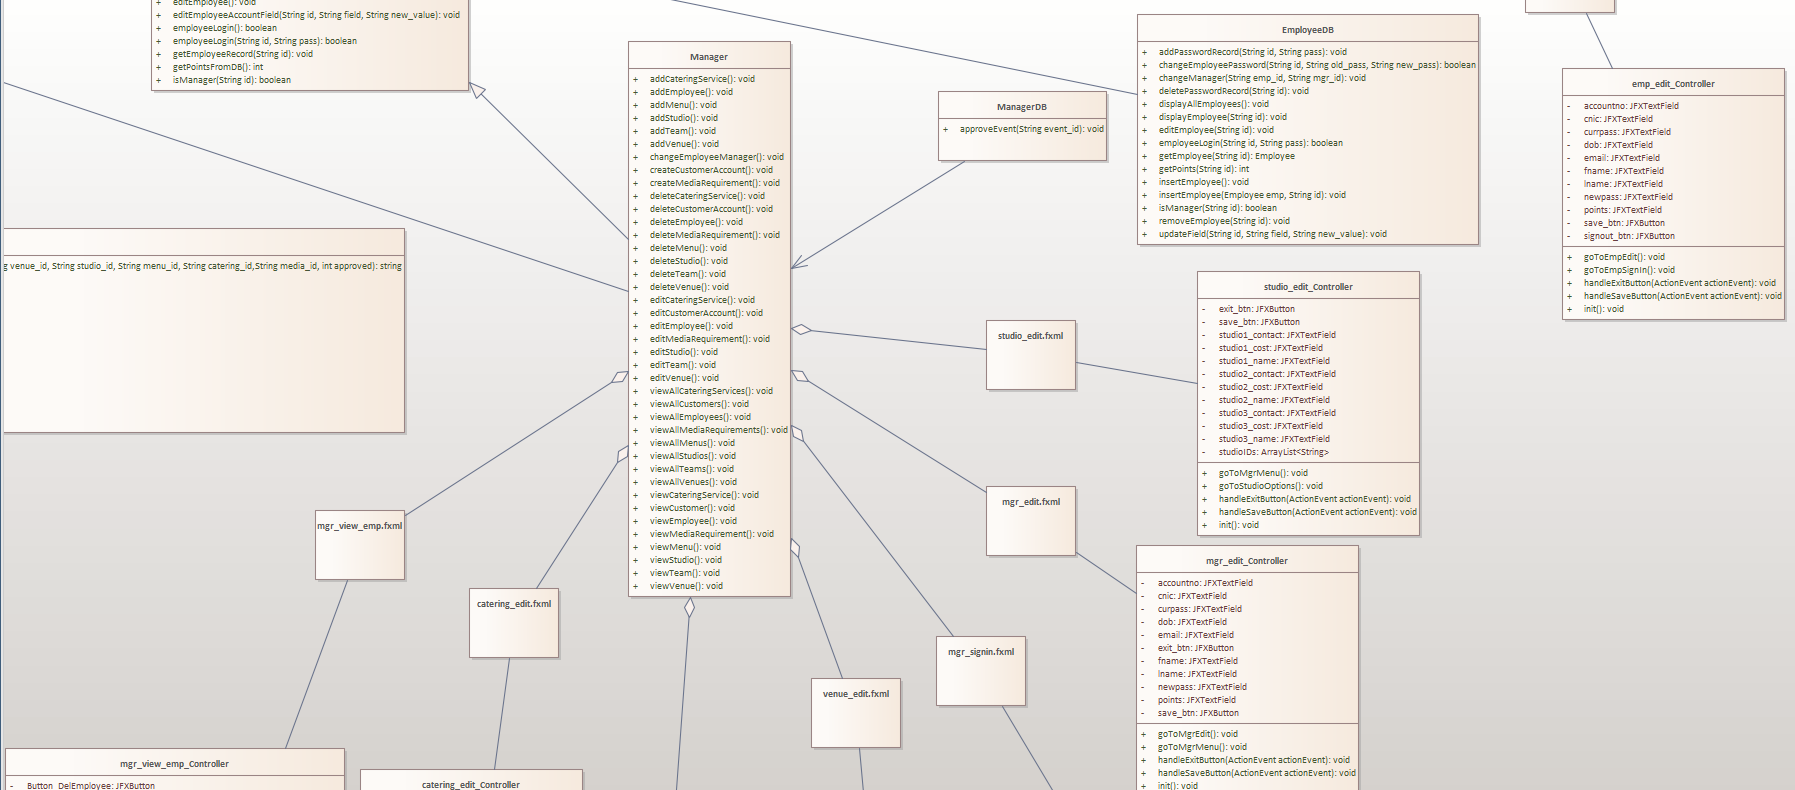 + editEmployee(): void
+ editEmployeeAccountField(String id, String field, String new_value): void
+ employeeLogin(): boolean
+ employeeLogin(String id, String pass): boolean
+ getEmployeeRecord(String id): void
+ getPointsFromDB(): int
+ isManager(String id): boolean
g venue_id, String studio_id, String menu_id, String catering_id,String media_id, int approved): string
Manager
+ addCateringService(): void
+ addEmployee(): void
+ addMenu(): void
+ addStudio(): void
+ addTeam(): void
+ addVenue(): void
+ changeEmployeeManager(): void
+ createCustomerAccount(): void
+ createMediaRequirement(): void
+ deleteCateringService(): void
+ deleteCustomerAccount(): void
+ deleteEmployee(): void
+ deleteMediaRequirement(): void
+ deleteMenu(): void
+ deleteStudio(): void
+ deleteTeam(): void
+ deleteVenue(): void
+ editCateringService(): void
+ editCustomerAccount(): void
+ editEmployee(): void
+ editMediaRequirement(): void
+ editStudio(): void
+ editTeam(): void
+ editVenue(): void
+ viewAllCateringServices(): void
+ viewAllCustomers(): void
+ viewAllEmployees(): void
+ viewAllMediaRequirements(): void
+ viewAllMenus(): void
+ viewAllStudios(): void
+ viewAllTeams(): void
+ viewAllVenues(): void
+ viewCateringService(): void
+ viewCustomer(): void
+ viewEmployee(): void
+ viewMediaRequirement(): void
+ viewMenu(): void
+ viewStudio(): void
+ viewTeam(): void
+ viewVenue(): void
ManagerDB
+ approveEvent(String event_id): void
EmployeeDB
+ addPasswordRecord(String id, String pass): void
+ changeEmployeePassword(String id, String old_pass, String new_pass): boolean
+ changeManager(String emp_id, String mgr_id): void
+ deletePasswordRecord(String id): void
+ displayAllEmployees(): void
+ displayEmployee(String id): void
+ editEmployee(String id): void
+ employeeLogin(String id, String pass): boolean
+ getEmployee(String id): Employee
+ getPoints(String id): int
+ insertEmployee(): void
+ insertEmployee(Employee emp, String id): void
+ isManager(String id): boolean
+ removeEmployee(String id): void
+ updateField(String id, String field, String new_value): void
emp_edit_Controller
- accountno: JFXTextField
- cnic: JFXTextField
- currpass: JFXTextField
- dob: JFXTextField
- email: JFXTextField
- fname: JFXTextField
- lname: JFXTextField
- newpass: JFXTextField
- points: JFXTextField
- save_btn: JFXButton
- signout_btn: JFXButton
+ goToEmpEdit(): void
+ goToEmpSignIn(): void
+ handleExitButton(ActionEvent actionEvent): void
+ handleSaveButton(ActionEvent actionEvent): void
+ init(): void
studio_edit.fxml
studio_edit_Controller
- exit_btn: JFXButton
- save_btn: JFXButton
- studio1_contact: JFXTextField
- studio1_cost: JFXTextField
- studio1_name: JFXTextField
- studio2_contact: JFXTextField
- studio2_cost: JFXTextField
- studio2_name: JFXTextField
- studio3_contact: JFXTextField
- studio3_cost: JFXTextField
- studio3_name: JFXTextField
- studioIDs: ArrayList<String>
+ goToMgrMenu(): void
+ goToStudioOptions(): void
+ handleExitButton(ActionEvent actionEvent): void
+ handleSaveButton(ActionEvent actionEvent): void
+ init(): void
mgr_edit.fxml
mgr_edit_Controller
- accountno: JFXTextField
- cnic: JFXTextField
- curpass: JFXTextField
- dob: JFXTextField
- email: JFXTextField
- exit_btn: JFXButton
- fname: JFXTextField
- lname: JFXTextField
- newpass: JFXTextField
- points: JFXTextField
- save_btn: JFXButton
+ goToMgrEdit(): void
+ goToMgrMenu(): void
+ handleExitButton(ActionEvent actionEvent): void
+ handleSaveButton(ActionEvent actionEvent): void
+ init(): void
mgr_view_emp.fxml
catering_edit.fxml
mgr_signin.fxml
venue_edit.fxml
mgr_view_emp_Controller
- Button_DelEmployee: JFXButton
catering_edit_Controller